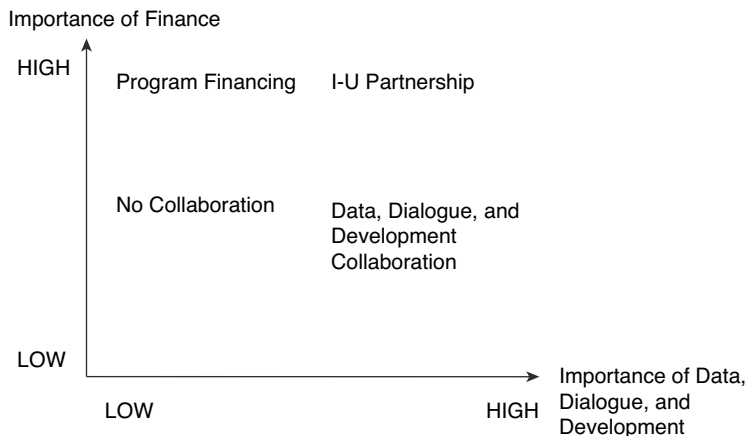 Importance of Finance
HIGH
Program Financing
I-U Partnership
No Collaboration
Data, Dialogue, and
Development
Collaboration
LOW
LOW
HIGH
Importance of Data,
Dialogue, and
Development